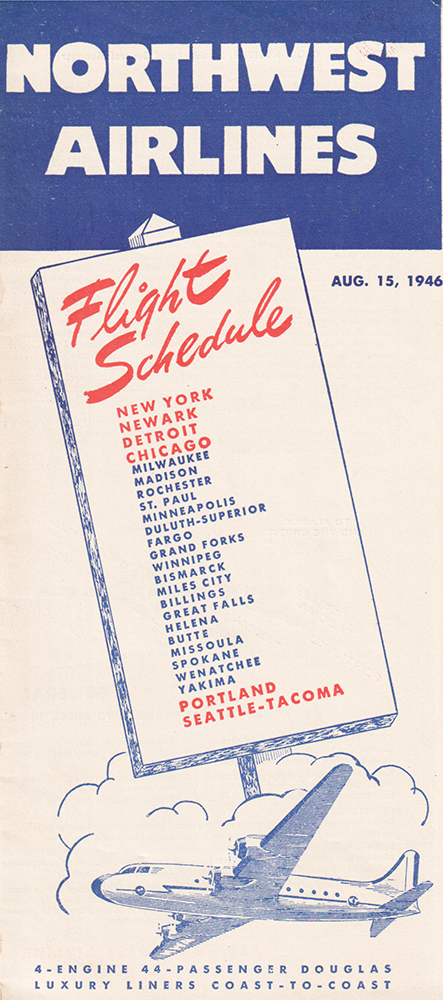 NORTHWEST
AIRLINES
AUG. 15, 1946
Flight
Schedule
NEW YORK
NEWARK
DETROIT
CHICAGO
MILWAUKEE
MADISON
ROCHESTER
ST. PAUL
MINNEAPOLIS
DULUTH-SUPERIOR
FARGO
GRAND FORKS
WINNIPEG
BISMARCK
MILES CITY
BILLINGS
GREAT FALLS
HELENA
BUTTE
MISSOULA
SPOKANE
WENATCHEE
YAKIMA
PORTLAND
SEATTLE-TACOMA
4-ENGINE 44-PASSENGER DOUGLAS
LUXURY LINERS COAST-TO-COAST